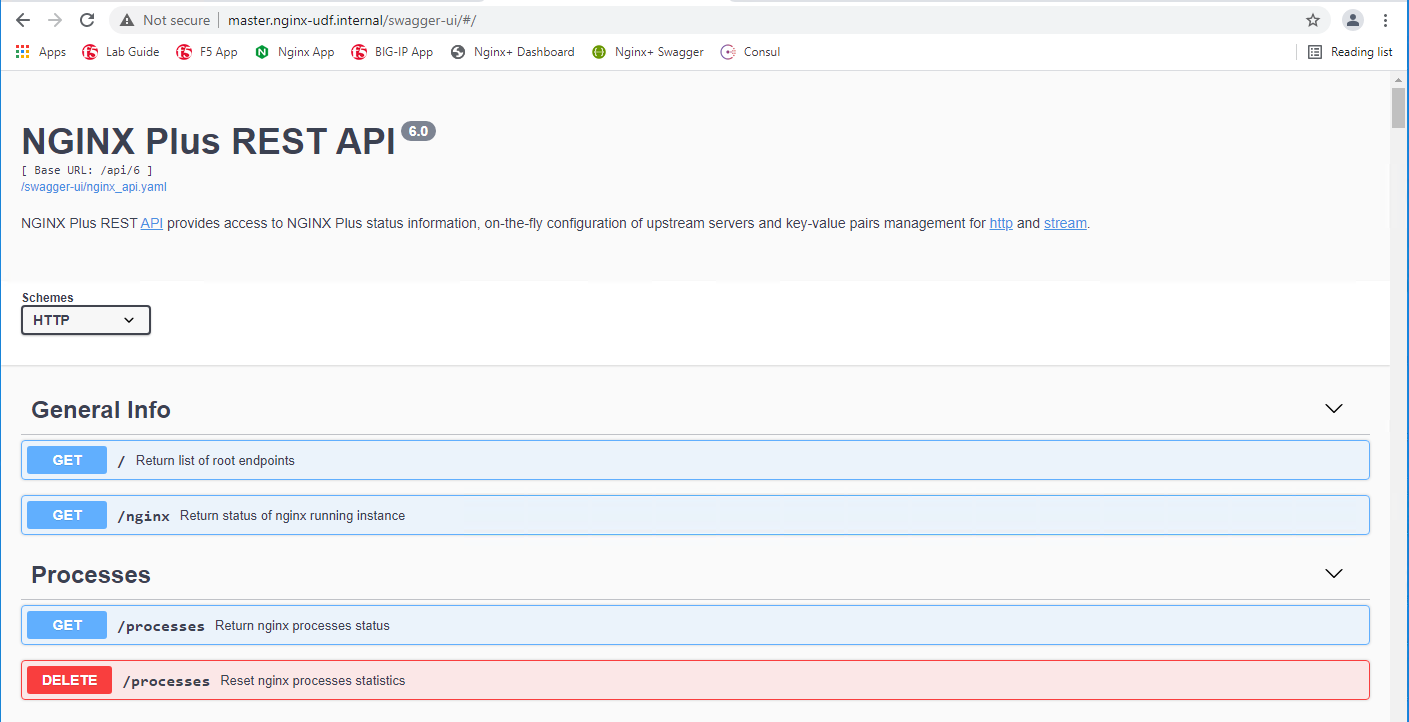 Not secure | master.nginx-udf.internal/swagger-ui/#/
Apps Lab Guide F5 App Nginx App BIG-IP App Nginx+ Dashboard Nginx+ Swagger Consul Reading list
NGINX Plus REST API 6.0
[ Base URL: /api/6 ]
/swagger-ui/nginx_api.yaml
NGINX Plus REST API provides access to NGINX Plus status information, on-the-fly configuration of upstream servers and key-value pairs management for http and stream.
Schemes
HTTP
General Info
GET / Return list of root endpoints
GET /nginx Return status of nginx running instance
Processes
GET /processes Return nginx processes status
DELETE /processes Reset nginx processes statistics